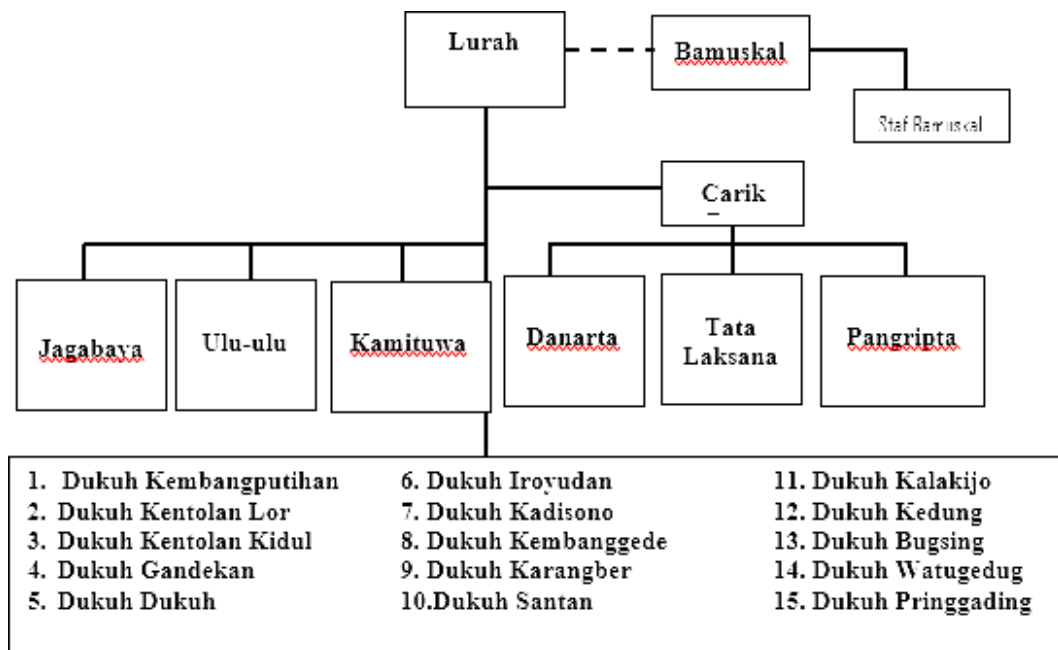 Lurah
Bamuskal
Staf Bamuskal
Carik
Jagabaya
Ulu-ulu
Kamituwa
Danarta
Tata
Laksana
Pangripta
1. Dukuh Kembangputihan
2. Dukuh Kentolan Lor
3. Dukuh Kentolan Kidul
4. Dukuh Gandekan
5. Dukuh Dukuh
6. Dukuh Iroyudan
7. Dukuh Kadisono
8. Dukuh Kembanggede
9. Dukuh Karangber
10.Dukuh Santan
11. Dukuh Kalakijo
12. Dukuh Kedung
13. Dukuh Bugsing
14. Dukuh Watugedug
15. Dukuh Pringgading